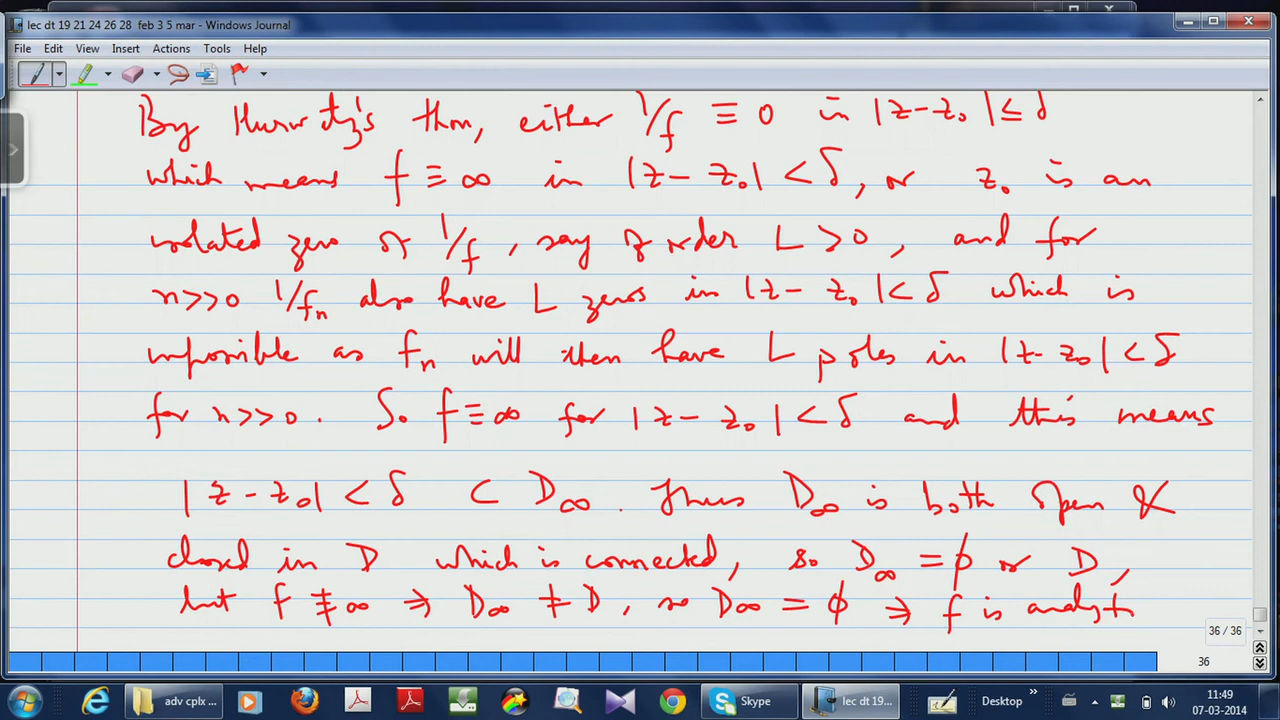 lec dt 19 21 24 26 28 feb 3 5 mar - Windows Journal
File Edit View Insert Actions Tools Help
By Hurwitz's thm, either 1/f ≡ 0 in |z-z₀| ≤ δ
which means f ≡ ∞ in |z-z₀| < δ, or z₀ is an
isolated zero of 1/f, say of order L > 0, and for
n>>0 1/fₙ also have L zeros in |z-z₀| < δ which is
impossible as fₙ will then have L poles in |z-z₀| < δ
for n>>0. So f ≡ ∞ for |z-z₀| < δ and this means
|z-z₀| < δ ⊂ D∞. Thus D∞ is both open &
closed in D which is connected, so D∞ = ϕ or D,
but f ≢ ∞ ⇒ D∞ ≠ D, so D∞ = ϕ ⇒ f is analyt
36 / 36
36
adv cplx ...
Skype
lec dt 19...
Desktop
11:49
07-03-2014